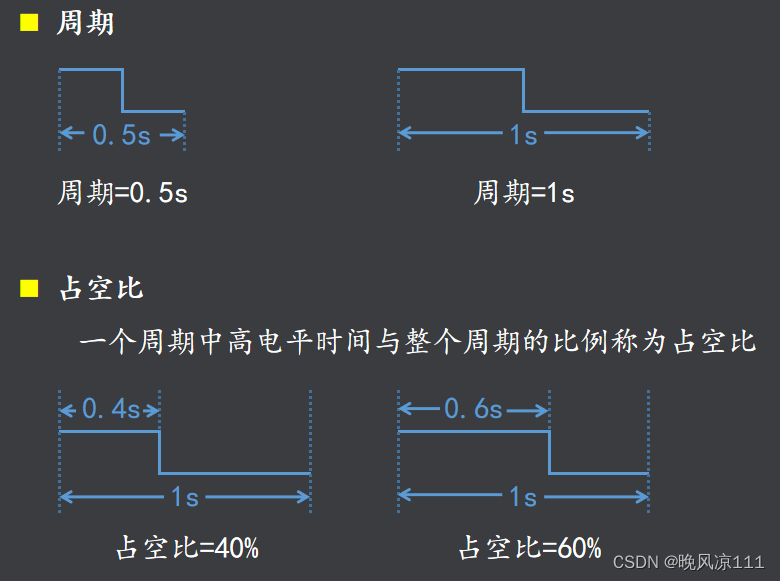 周期
0.5s
1s
周期=0.5s
周期=1s
占空比
一个周期中高电平时间与整个周期的比例称为占空比
0.4s
0.6s
1s
1s
占空比=40%
占空比=60%
CSDN @晚风凉111